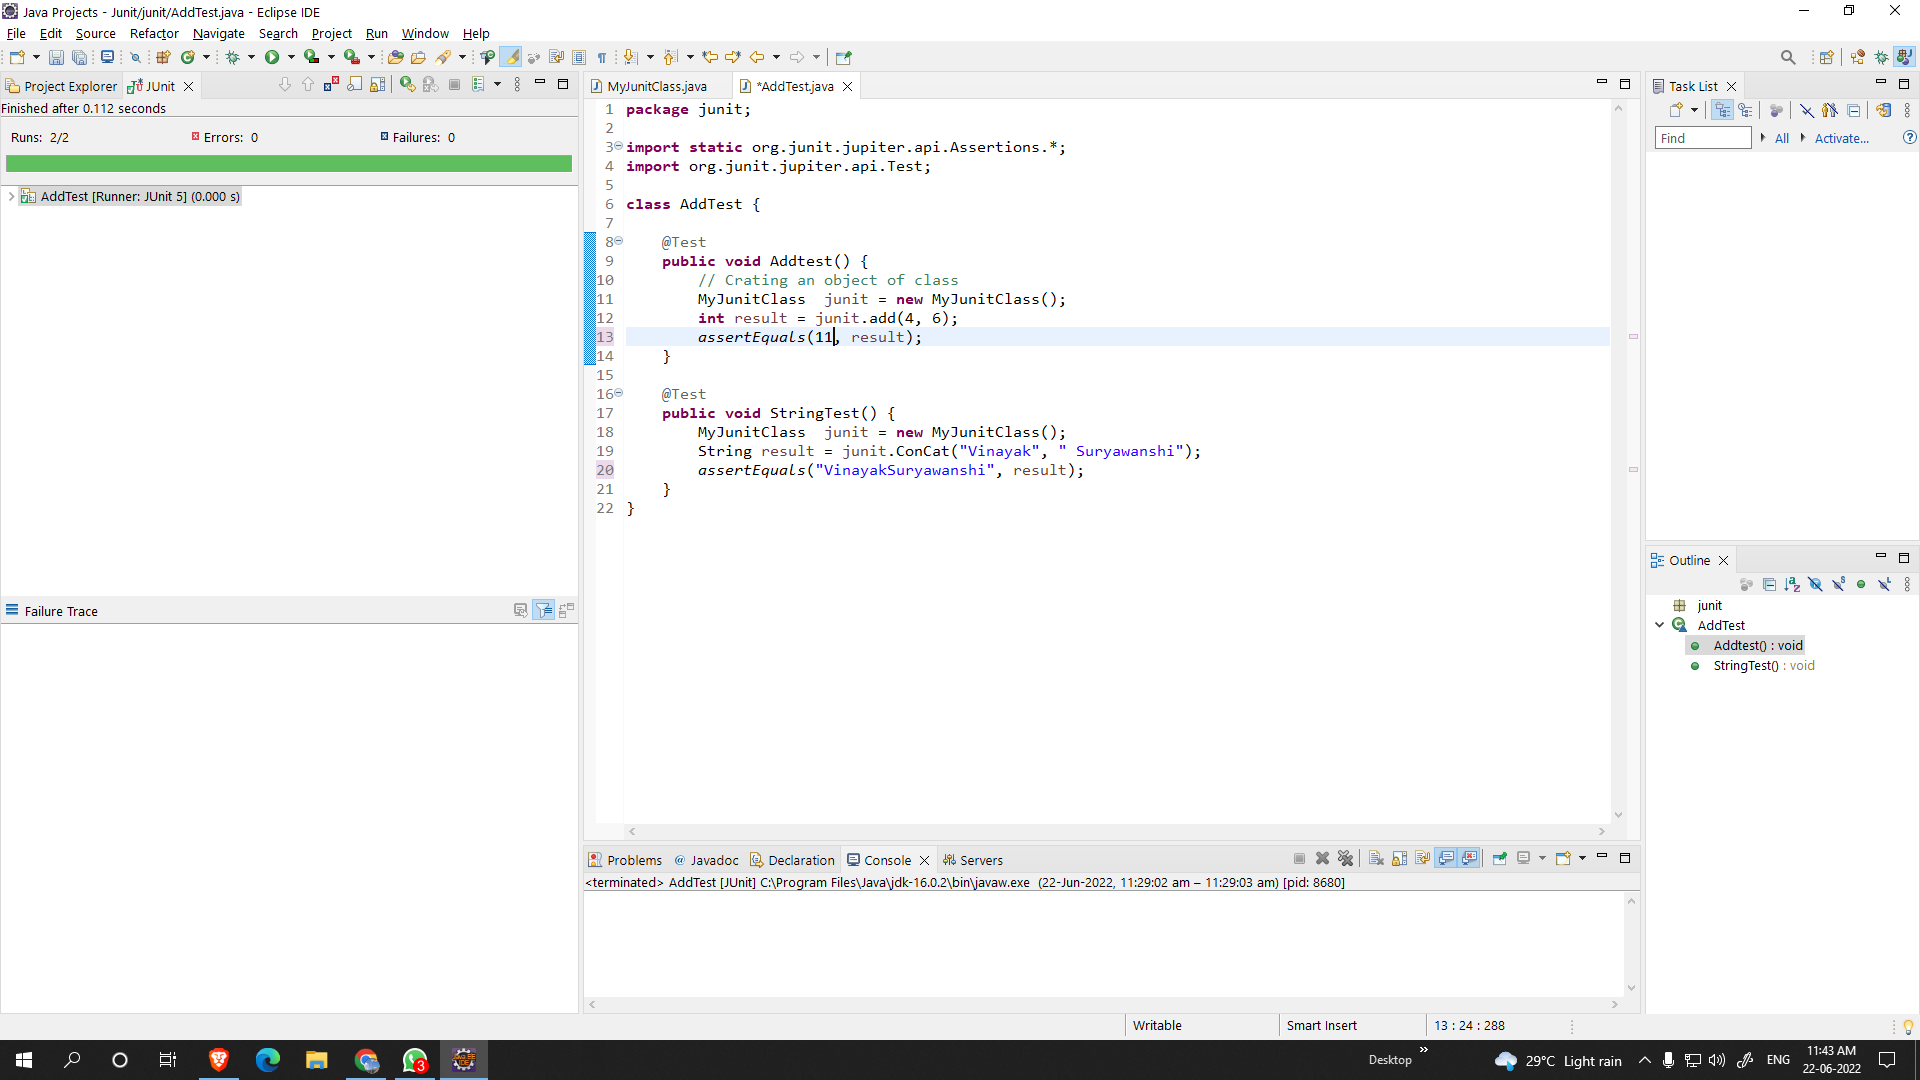 Java Projects - Junit/junit/AddTest.java - Eclipse IDE
File Edit Source Refactor Navigate Search Project Run Window Help
Project Explorer JUnit
Finished after 0.112 seconds
Runs: 2/2 Errors: 0 Failures: 0
AddTest [Runner: JUnit 5] (0.000 s)
Failure Trace
MyJunitClass.java *AddTest.java
1 package junit;
2
3 import static org.junit.jupiter.api.Assertions.*;
4 import org.junit.jupiter.api.Test;
5
6 class AddTest {
7
8 @Test
9 public void Addtest() {
10 // Crating an object of class
11 MyJunitClass junit = new MyJunitClass();
12 int result = junit.add(4, 6);
13 assertEquals(11, result);
14 }
15
16 @Test
17 public void StringTest() {
18 MyJunitClass junit = new MyJunitClass();
19 String result = junit.ConCat("Vinayak", " Suryawanshi");
20 assertEquals("VinayakSuryawanshi", result);
21 }
22 }
Problems Javadoc Declaration Console Servers
<terminated> AddTest [JUnit] C:\Program Files\Java\jdk-16.0.2\bin\javaw.exe (22-Jun-2022, 11:29:02 am – 11:29:03 am) [pid: 8680]
Task List
Find All Activate...
Outline
junit
AddTest
Addtest() : void
StringTest() : void
Writable Smart Insert 13 : 24 : 288
3
Desktop 29°C Light rain ENG 11:43 AM
22-06-2022